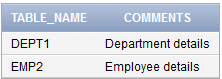 TABLE_NAME COMMENTS
DEPT1 Department details
EMP2 Employee details